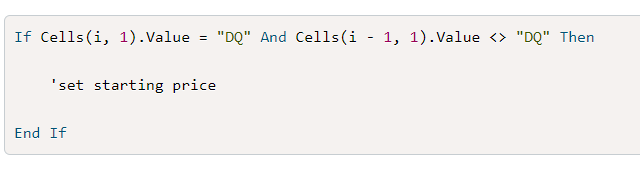 If Cells(i, 1).Value = "DQ" And Cells(i - 1, 1).Value <> "DQ" Then
'set starting price
End If